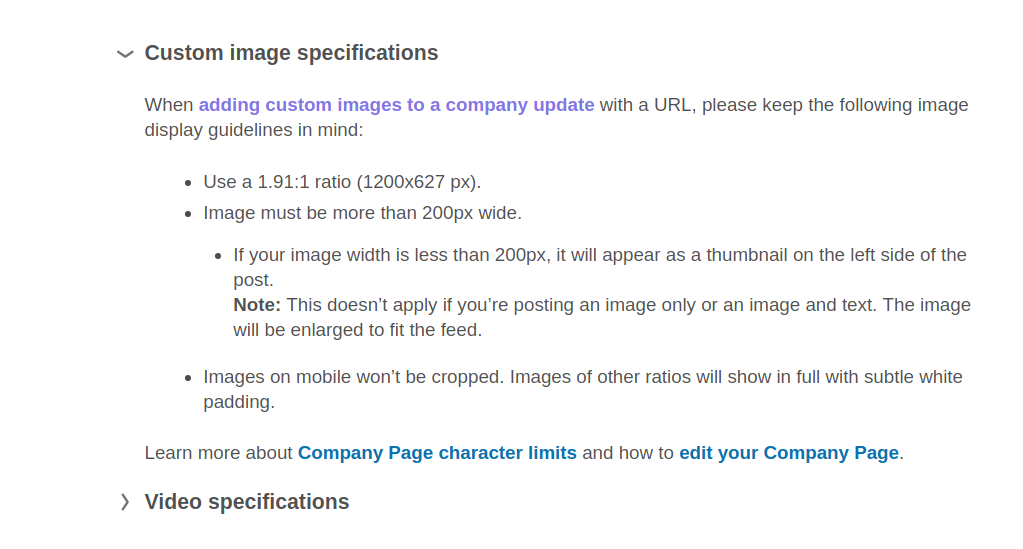 Custom image specifications
When adding custom images to a company update with a URL, please keep the following image
display guidelines in mind:
Use a 1.91:1 ratio (1200x627 px).
Image must be more than 200px wide.
If your image width is less than 200px, it will appear as a thumbnail on the left side of the
post.
Note: This doesn’t apply if you’re posting an image only or an image and text. The image
will be enlarged to fit the feed.
Images on mobile won’t be cropped. Images of other ratios will show in full with subtle white
padding.
Learn more about Company Page character limits and how to edit your Company Page.
Video specifications